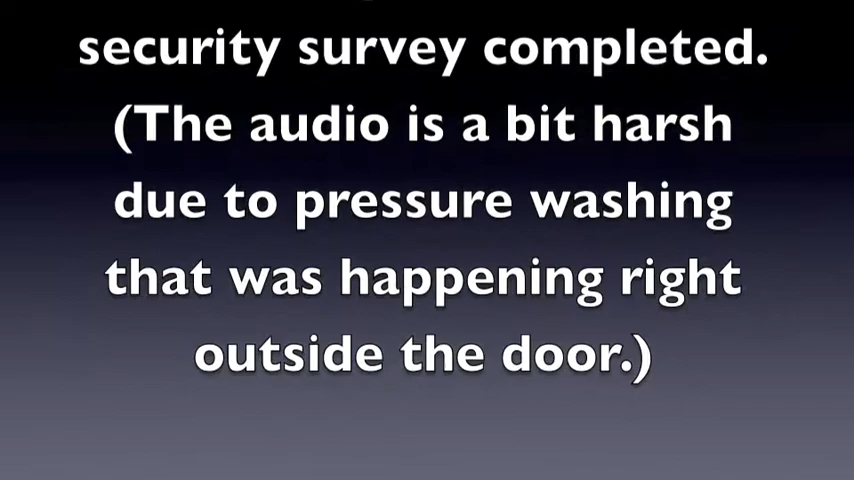 security survey completed.
(The audio is a bit harsh
due to pressure washing
that was happening right
outside the door.)